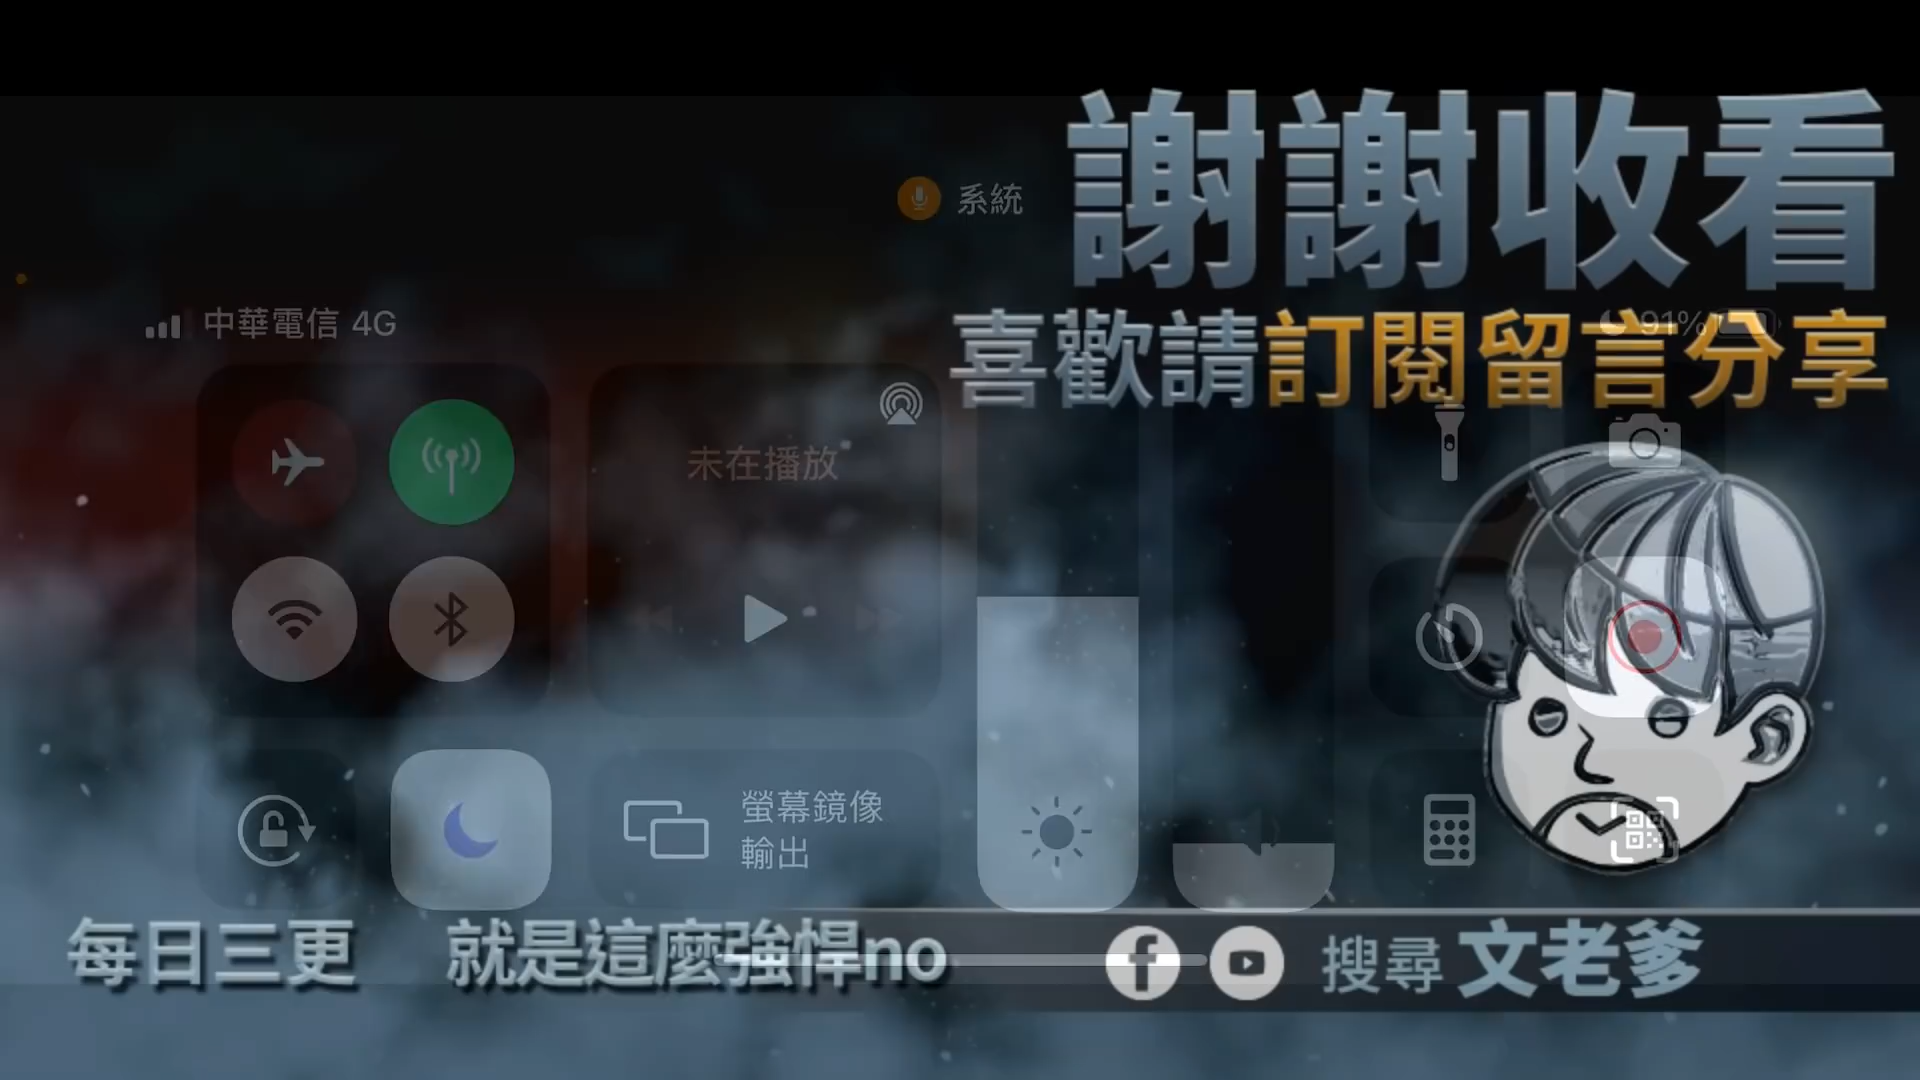 謝謝收看
系統
中華電信 4G
91%
喜歡請訂閱留言分享
未在播放
螢幕鏡像
輸出
每日三更 就是這麼強悍no
搜尋 文老爹